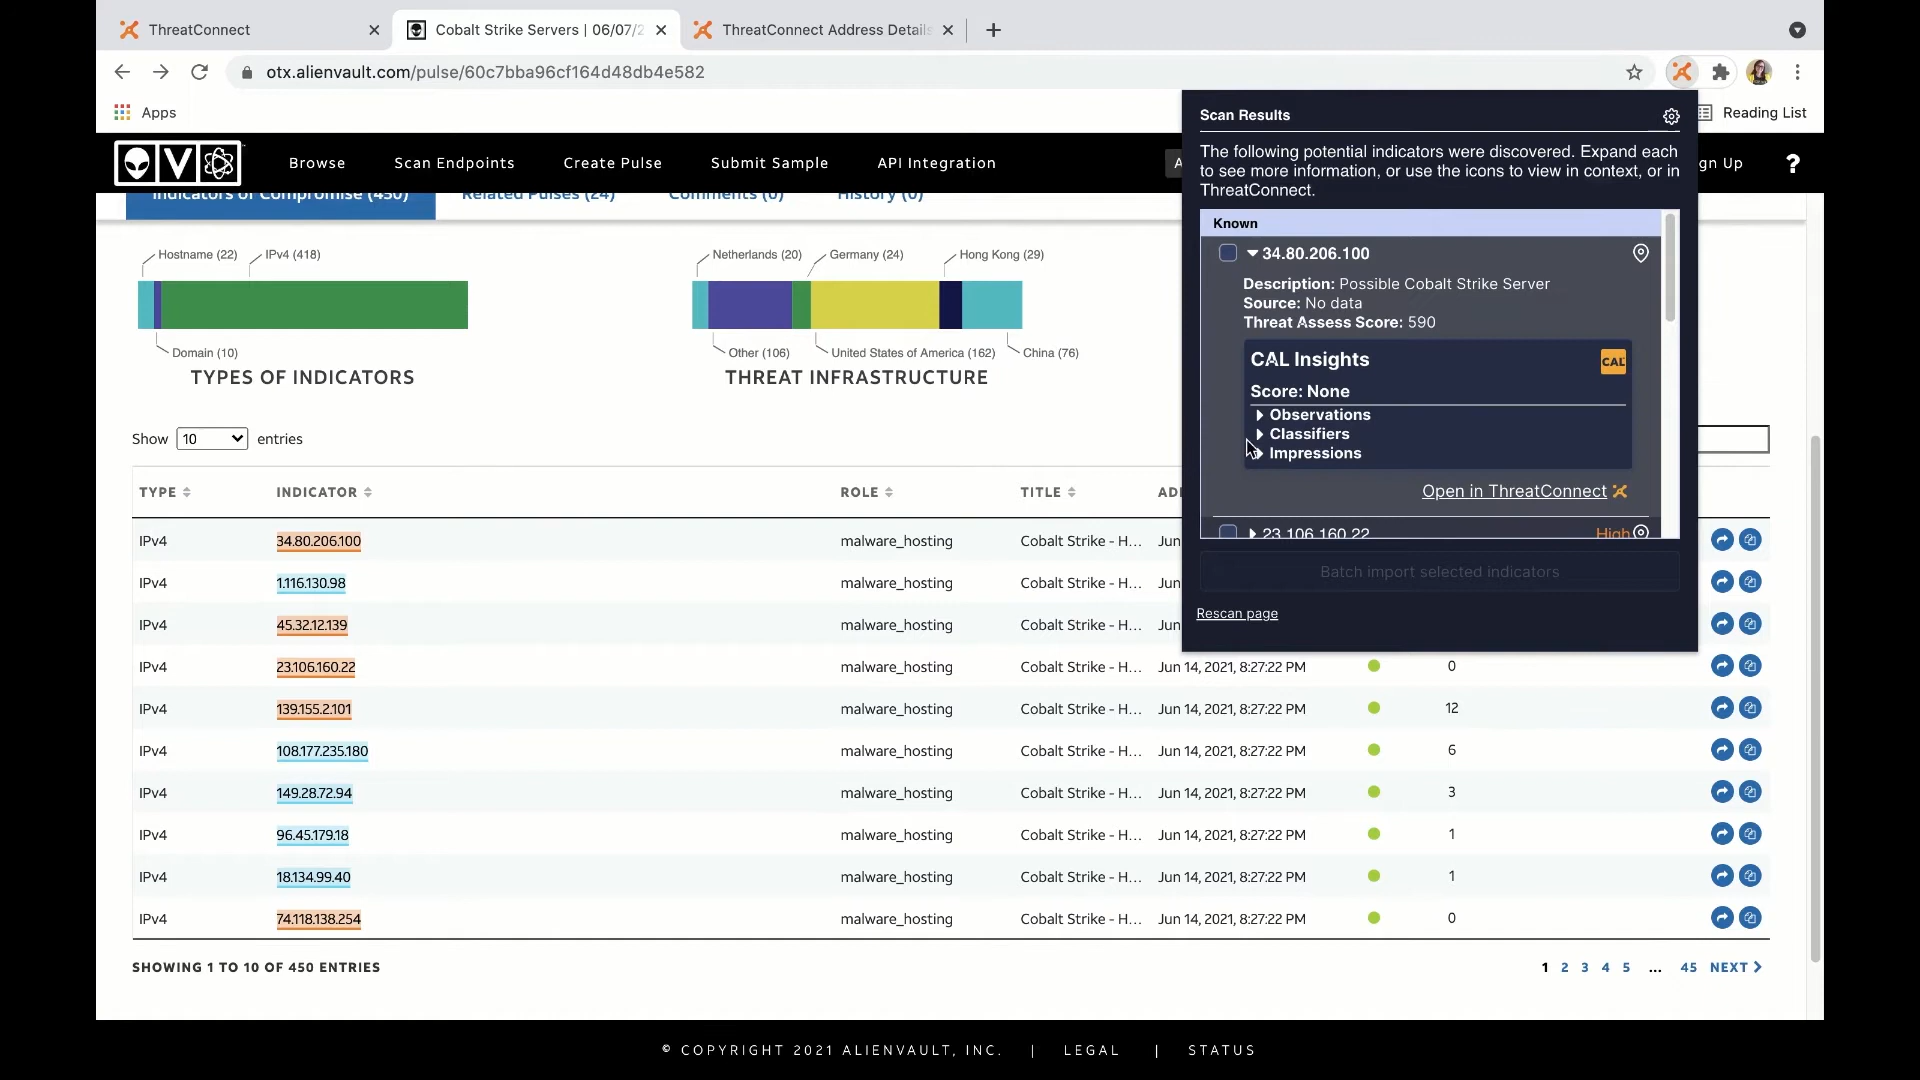 ThreatConnect
Cobalt Strike Servers | 06/07/2
ThreatConnect Address Details
otx.alienvault.com/pulse/60c7bba96cf164d48db4e582
Apps
Reading List
Browse
Scan Endpoints
Create Pulse
Submit Sample
API Integration
A
gn Up
?
Indicators of Compromise (450)
Related Pulses (24)
Comments (0)
History (0)
Hostname (22)
IPv4 (418)
Domain (10)
TYPES OF INDICATORS
Netherlands (20)
Germany (24)
Hong Kong (29)
Other (106)
United States of America (162)
China (76)
THREAT INFRASTRUCTURE
Scan Results
The following potential indicators were discovered. Expand each
to see more information, or use the icons to view in context, or in
ThreatConnect.
Known
34.80.206.100
Description: Possible Cobalt Strike Server
Source: No data
Threat Assess Score: 590
CAL Insights
CAL
Score: None
Observations
Classifiers
Impressions
Open in ThreatConnect
23.106.160.22 High
Batch import selected indicators
Rescan page
Show 10 entries
TYPE INDICATOR ROLE TITLE AD
IPv4 34.80.206.100 malware_hosting Cobalt Strike - H... Jun
IPv4 1.116.130.98 malware_hosting Cobalt Strike - H... Jun
IPv4 45.32.12.139 malware_hosting Cobalt Strike - H... Jun
IPv4 23.106.160.22 malware_hosting Cobalt Strike - H... Jun 14, 2021, 8:27:22 PM 0
IPv4 139.155.2.101 malware_hosting Cobalt Strike - H... Jun 14, 2021, 8:27:22 PM 12
IPv4 108.177.235.180 malware_hosting Cobalt Strike - H... Jun 14, 2021, 8:27:22 PM 6
IPv4 149.28.72.94 malware_hosting Cobalt Strike - H... Jun 14, 2021, 8:27:22 PM 3
IPv4 96.45.179.18 malware_hosting Cobalt Strike - H... Jun 14, 2021, 8:27:22 PM 1
IPv4 18.134.99.40 malware_hosting Cobalt Strike - H... Jun 14, 2021, 8:27:22 PM 1
IPv4 74.118.138.254 malware_hosting Cobalt Strike - H... Jun 14, 2021, 8:27:22 PM 0
SHOWING 1 TO 10 OF 450 ENTRIES
1 2 3 4 5 ... 45 NEXT
© COPYRIGHT 2021 ALIENVAULT, INC. | LEGAL | STATUS